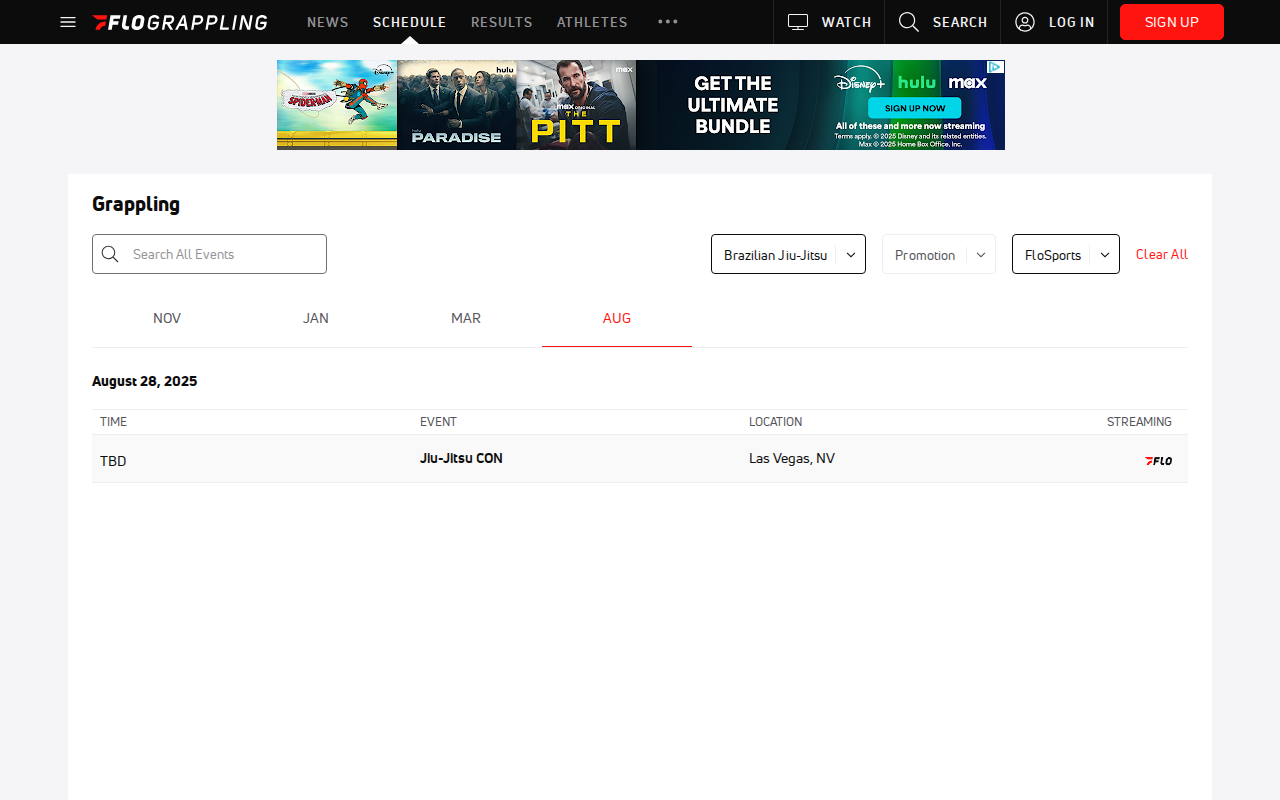 FLOGRAPPLING
NEWS
SCHEDULE
RESULTS
ATHLETES
WATCH
SEARCH
LOG IN
SIGN UP
Disney+
SPIDER-MAN
hulu
PARADISE
max
max ORIGINAL
THE
PITT
GET THE
ULTIMATE
BUNDLE
Disney+ hulu max
SIGN UP NOW
All of these and more now streaming
Terms apply. © 2025 Disney and its related entities.
Max © 2025 Home Box Office, Inc.
Grappling
Search All Events
Brazilian Jiu-Jitsu
Promotion
FloSports
Clear All
NOV
JAN
MAR
AUG
August 28, 2025
TIME EVENT LOCATION STREAMING
TBD Jiu-Jitsu CON Las Vegas, NV FLO